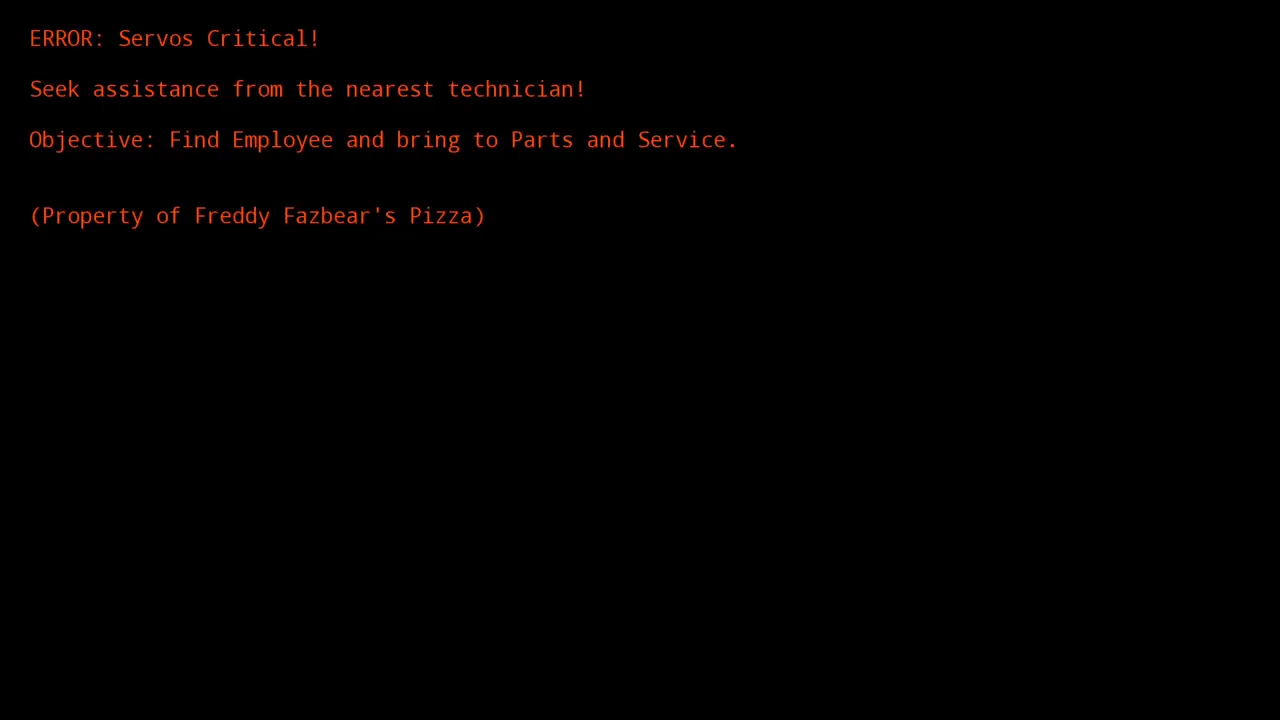 ERROR: Servos Critical!
Seek assistance from the nearest technician!
Objective: Find Employee and bring to Parts and Service.
(Property of Freddy Fazbear's Pizza)